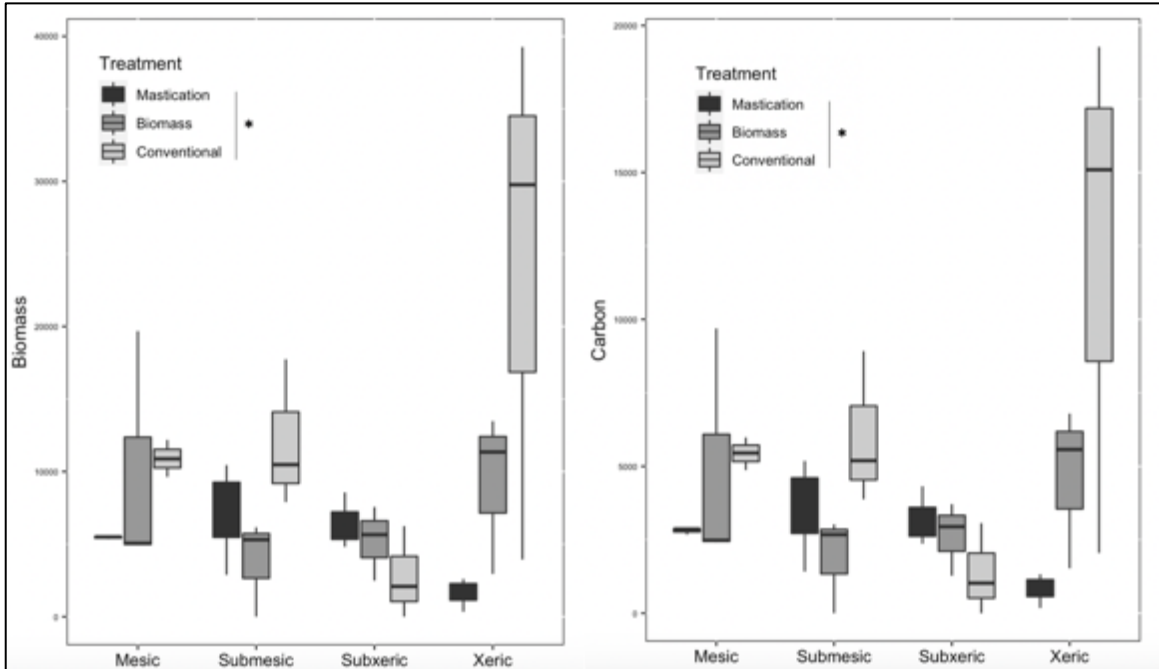 40000
30000
20000
10000
0
Biomass
Treatment
Mastication
Biomass
Conventional
*
Mesic
Submesic
Subxeric
Xeric
20000
15000
10000
5000
0
Carbon
Treatment
Mastication
Biomass
Conventional
*
Mesic
Submesic
Subxeric
Xeric